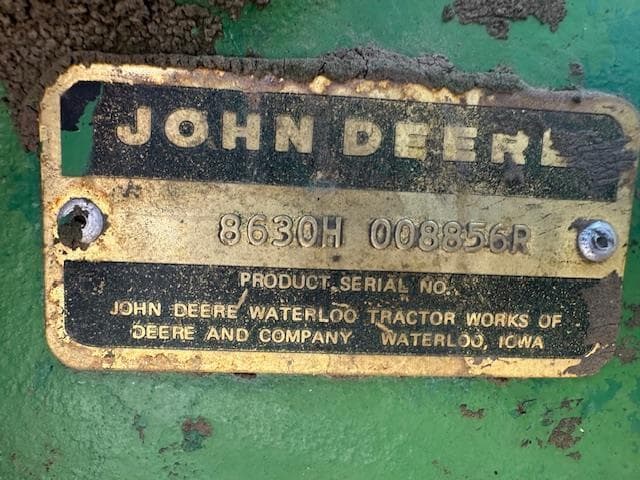 JOHN DEERE
8630H 008856R
PRODUCT SERIAL NO.
JOHN DEERE WATERLOO TRACTOR WORKS OF
DEERE AND COMPANY WATERLOO, IOWA